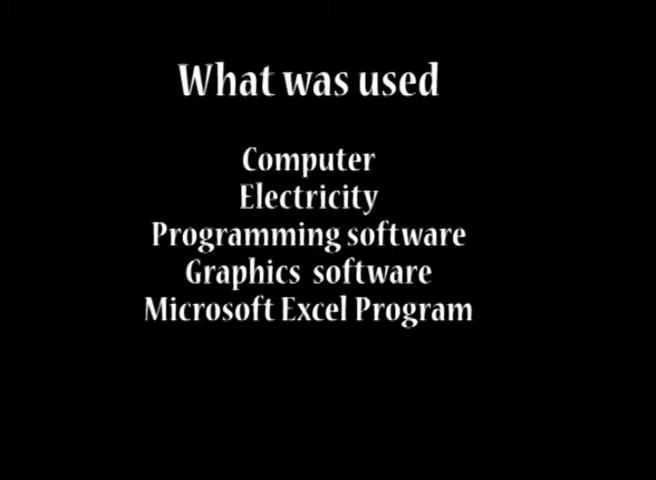 What was used
Computer
Electricity
Programming software
Graphics software
Microsoft Excel Program